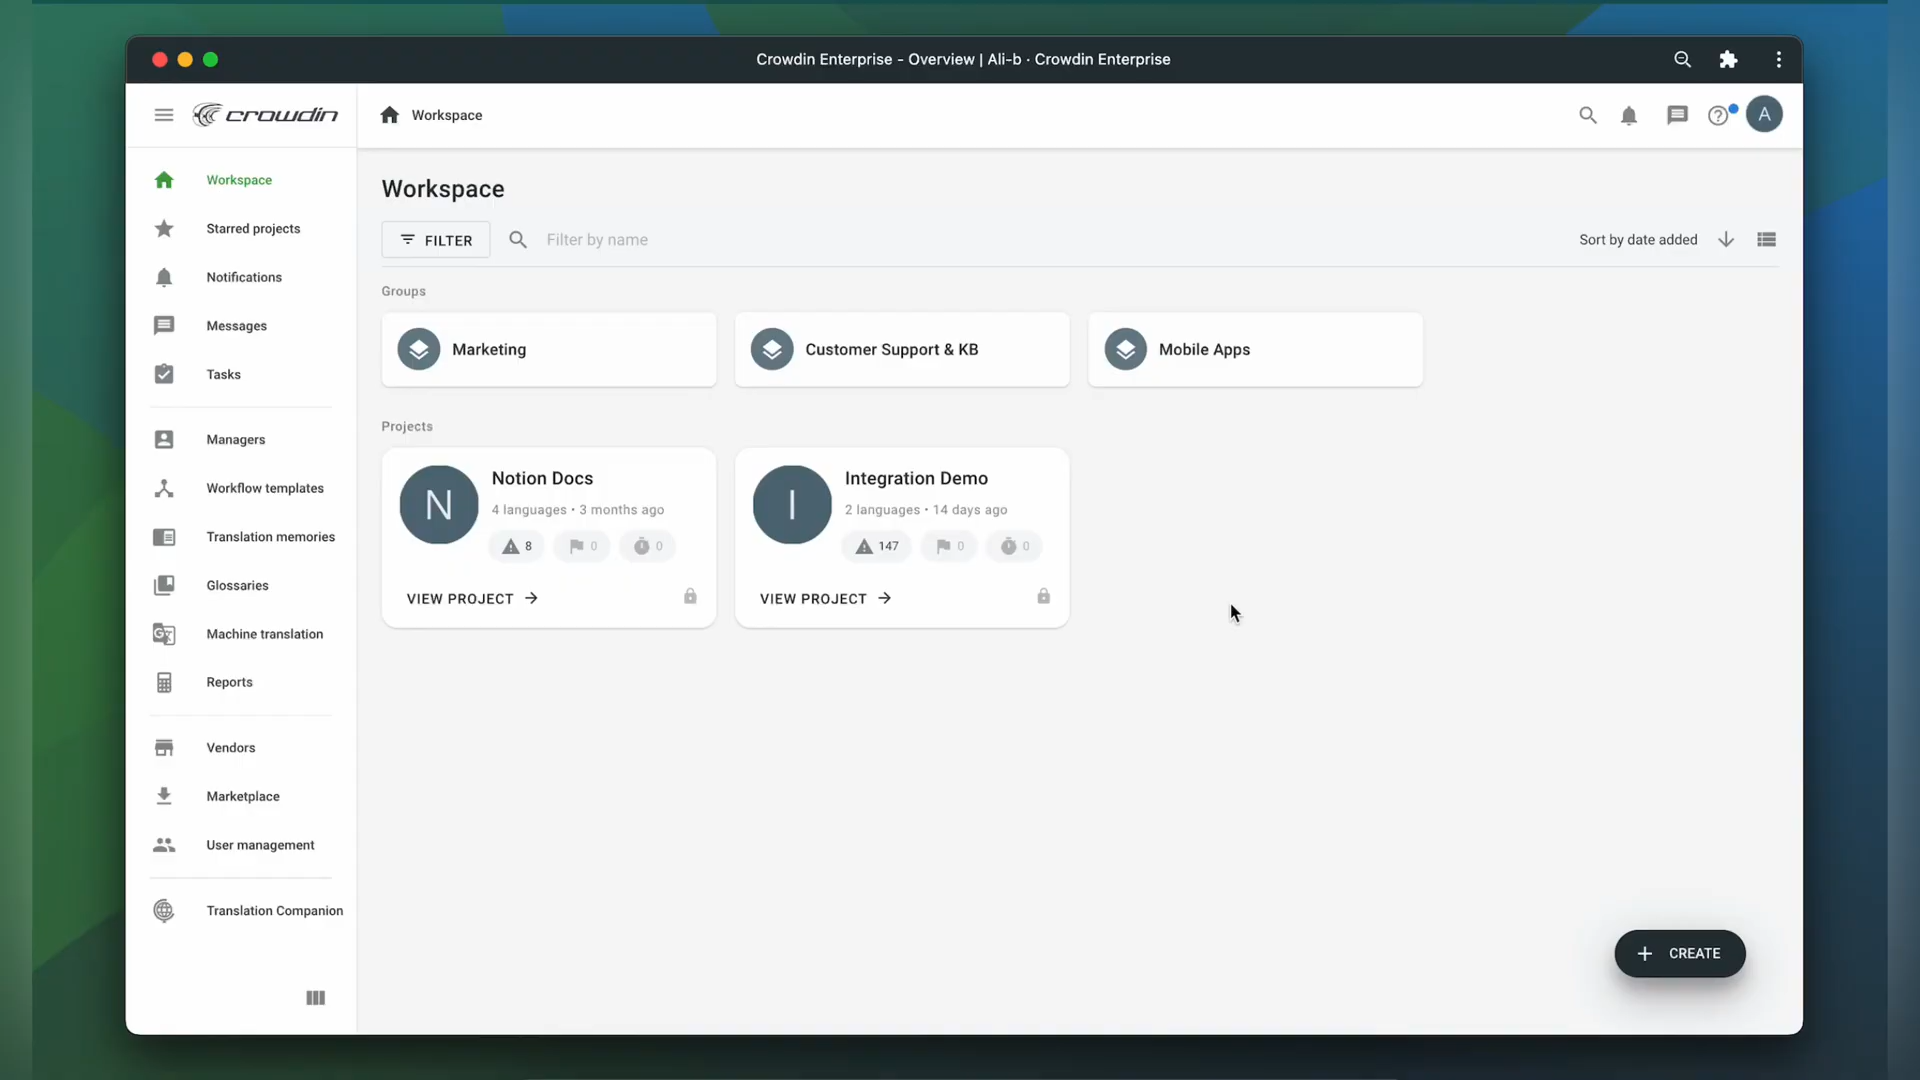 Crowdin Enterprise - Overview | Ali-b · Crowdin Enterprise
crowdin
Workspace
A
Workspace
Starred projects
Notifications
Messages
Tasks
Managers
Workflow templates
Translation memories
Glossaries
Machine translation
Reports
Vendors
Marketplace
User management
Translation Companion
Workspace
FILTER
Filter by name
Sort by date added
Groups
Marketing
Customer Support & KB
Mobile Apps
Projects
N
Notion Docs
4 languages • 3 months ago
8 0 0
VIEW PROJECT
I
Integration Demo
2 languages • 14 days ago
147 0 0
VIEW PROJECT
CREATE